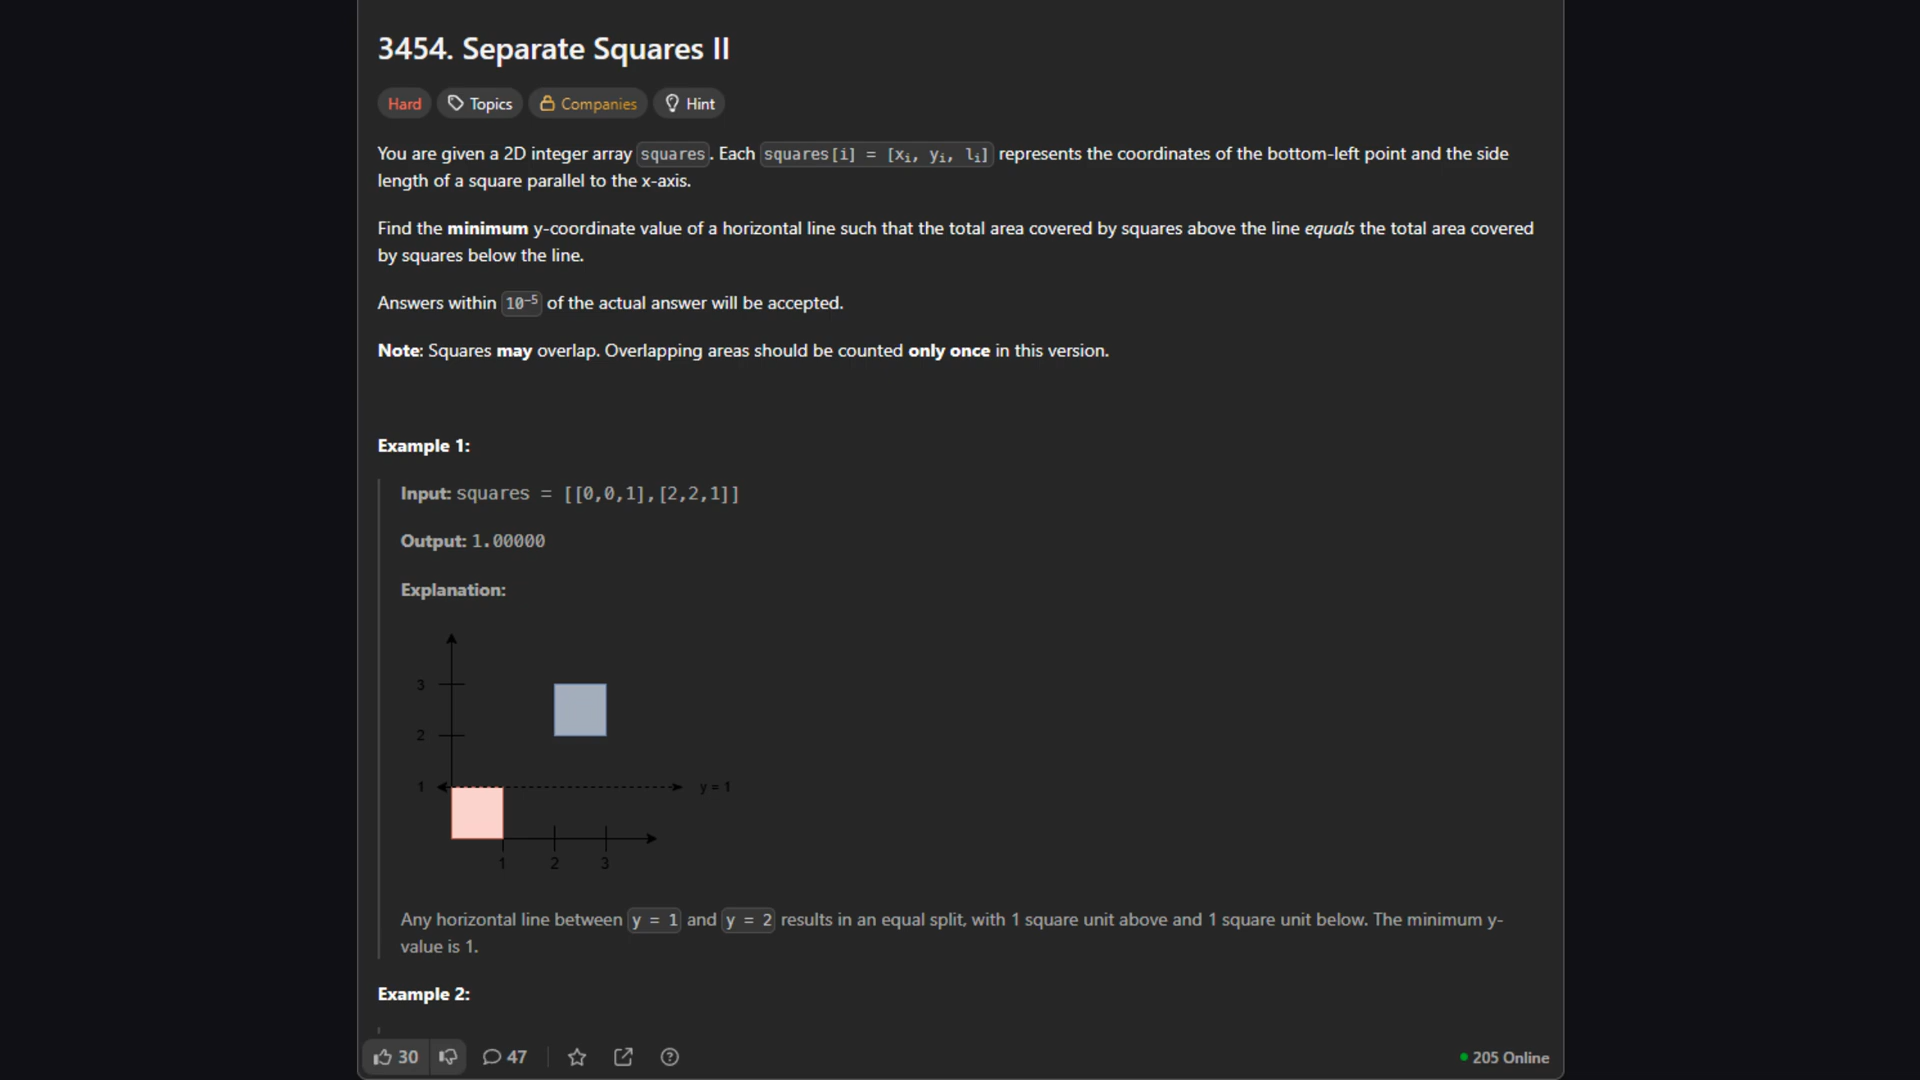 3454. Separate Squares II
Hard Topics Companies Hint
You are given a 2D integer array squares. Each squares[i] = [xᵢ, yᵢ, lᵢ] represents the coordinates of the bottom-left point and the side
length of a square parallel to the x-axis.
Find the minimum y-coordinate value of a horizontal line such that the total area covered by squares above the line equals the total area covered
by squares below the line.
Answers within 10⁻⁵ of the actual answer will be accepted.
Note: Squares may overlap. Overlapping areas should be counted only once in this version.
Example 1:
Input: squares = [[0,0,1],[2,2,1]]
Output: 1.00000
Explanation:
3
2
1 y = 1
1 2 3
Any horizontal line between y = 1 and y = 2 results in an equal split, with 1 square unit above and 1 square unit below. The minimum y-
value is 1.
Example 2:
30 47 205 Online